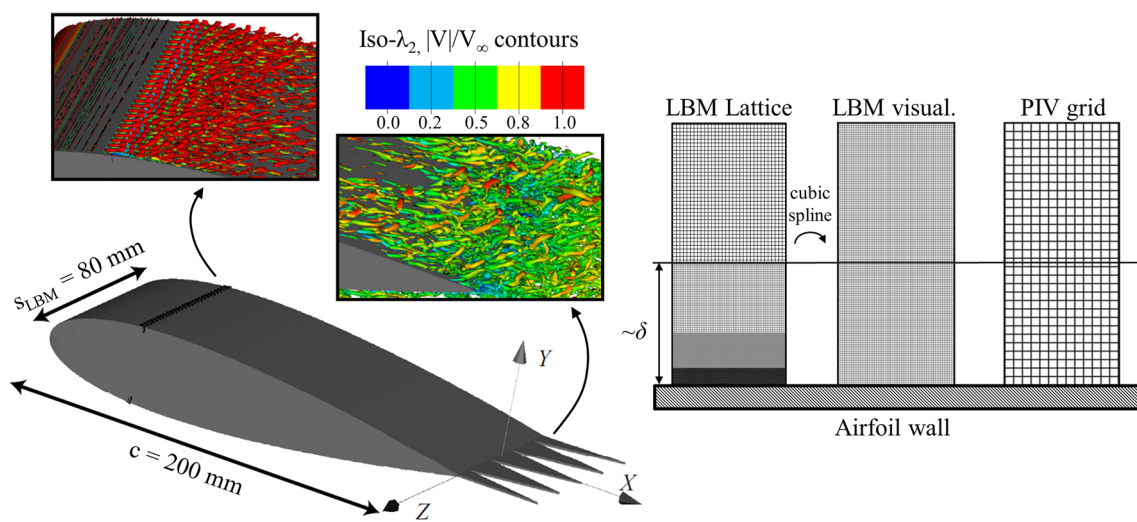 Iso-λ₂, |V|/V∞ contours
0.0 0.2 0.5 0.8 1.0
s_LBM = 80 mm
c = 200 mm
Y
X
Z
LBM Lattice
LBM visual.
PIV grid
cubic
spline
~δ
Airfoil wall